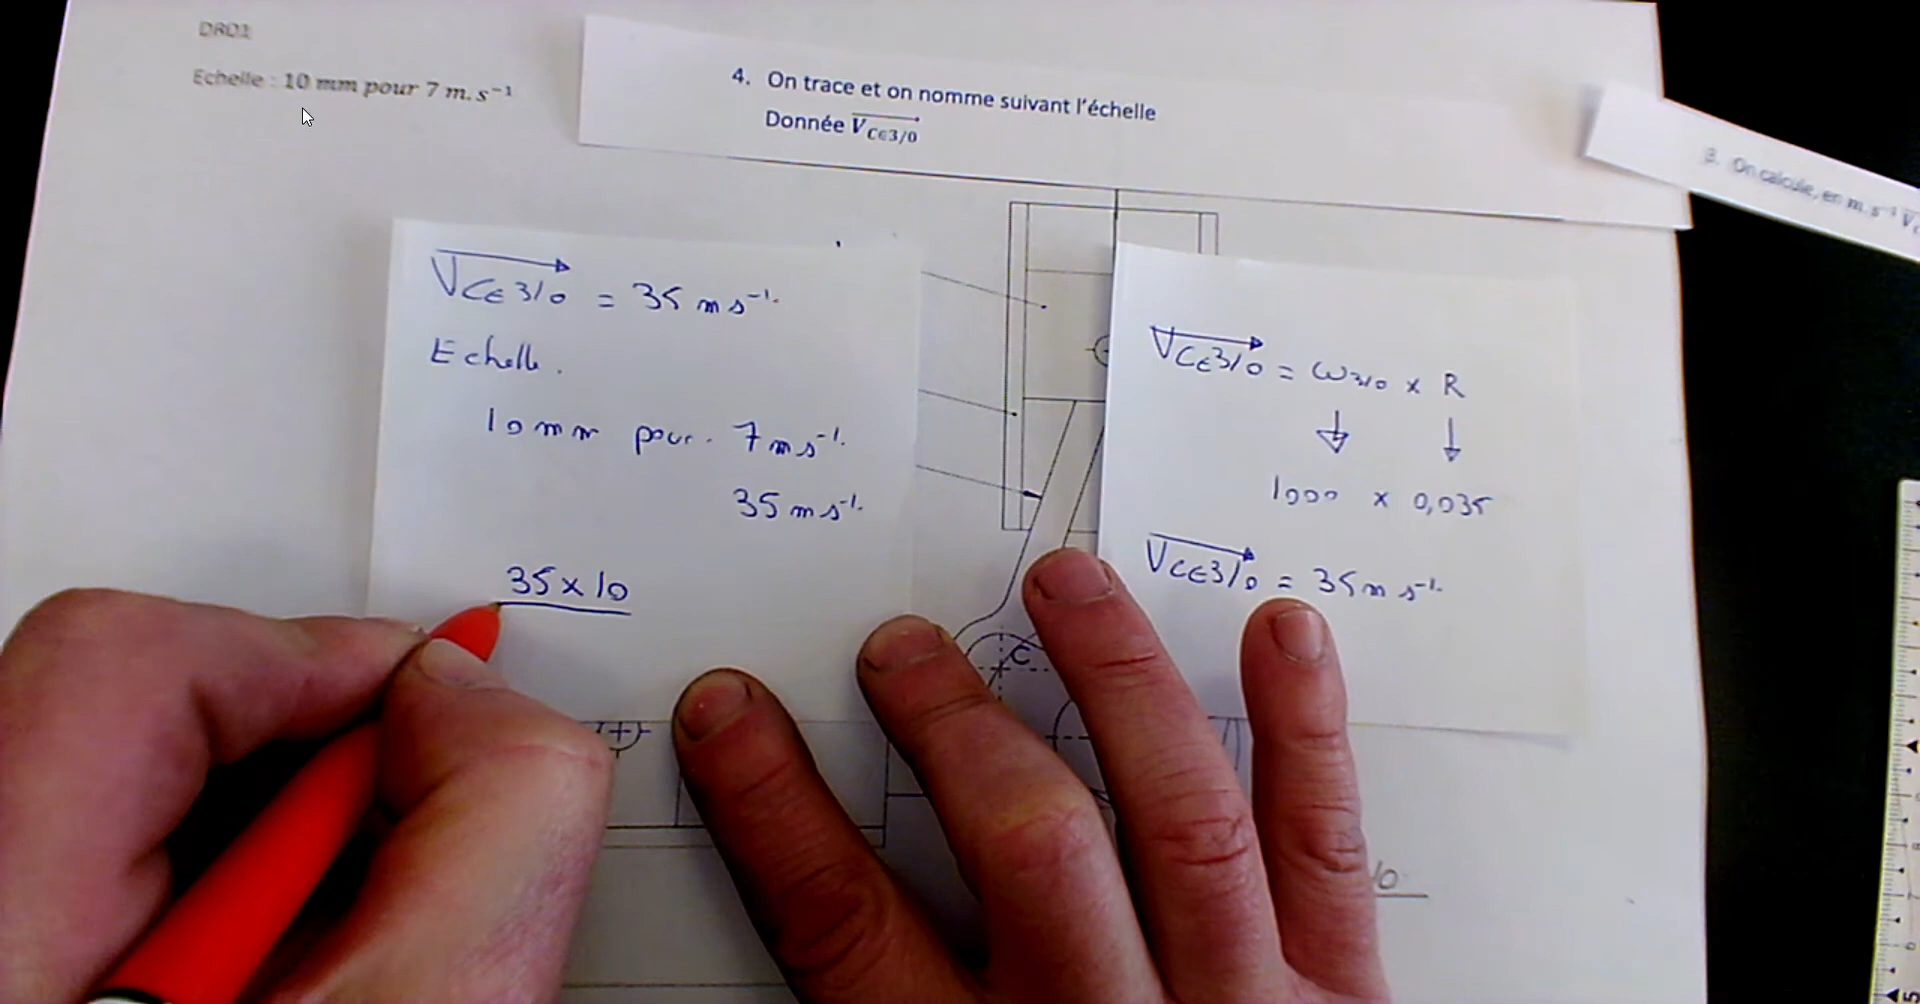 DR01
Echelle : 10 mm pour 7 m.s⁻¹
4. On trace et on nomme suivant l'échelle
Donnée V C∈3/0
3. On calcule, en m.s⁻¹ V
V C∈3/0 = 35 m s⁻¹.
Echelle.
10 mm pour. 7 m s⁻¹.
35 m s⁻¹.
35 x 10
V C∈3/0 = ω 3/0 x R
1000 x 0,035
V C∈3/0 = 35 m s⁻¹.
C